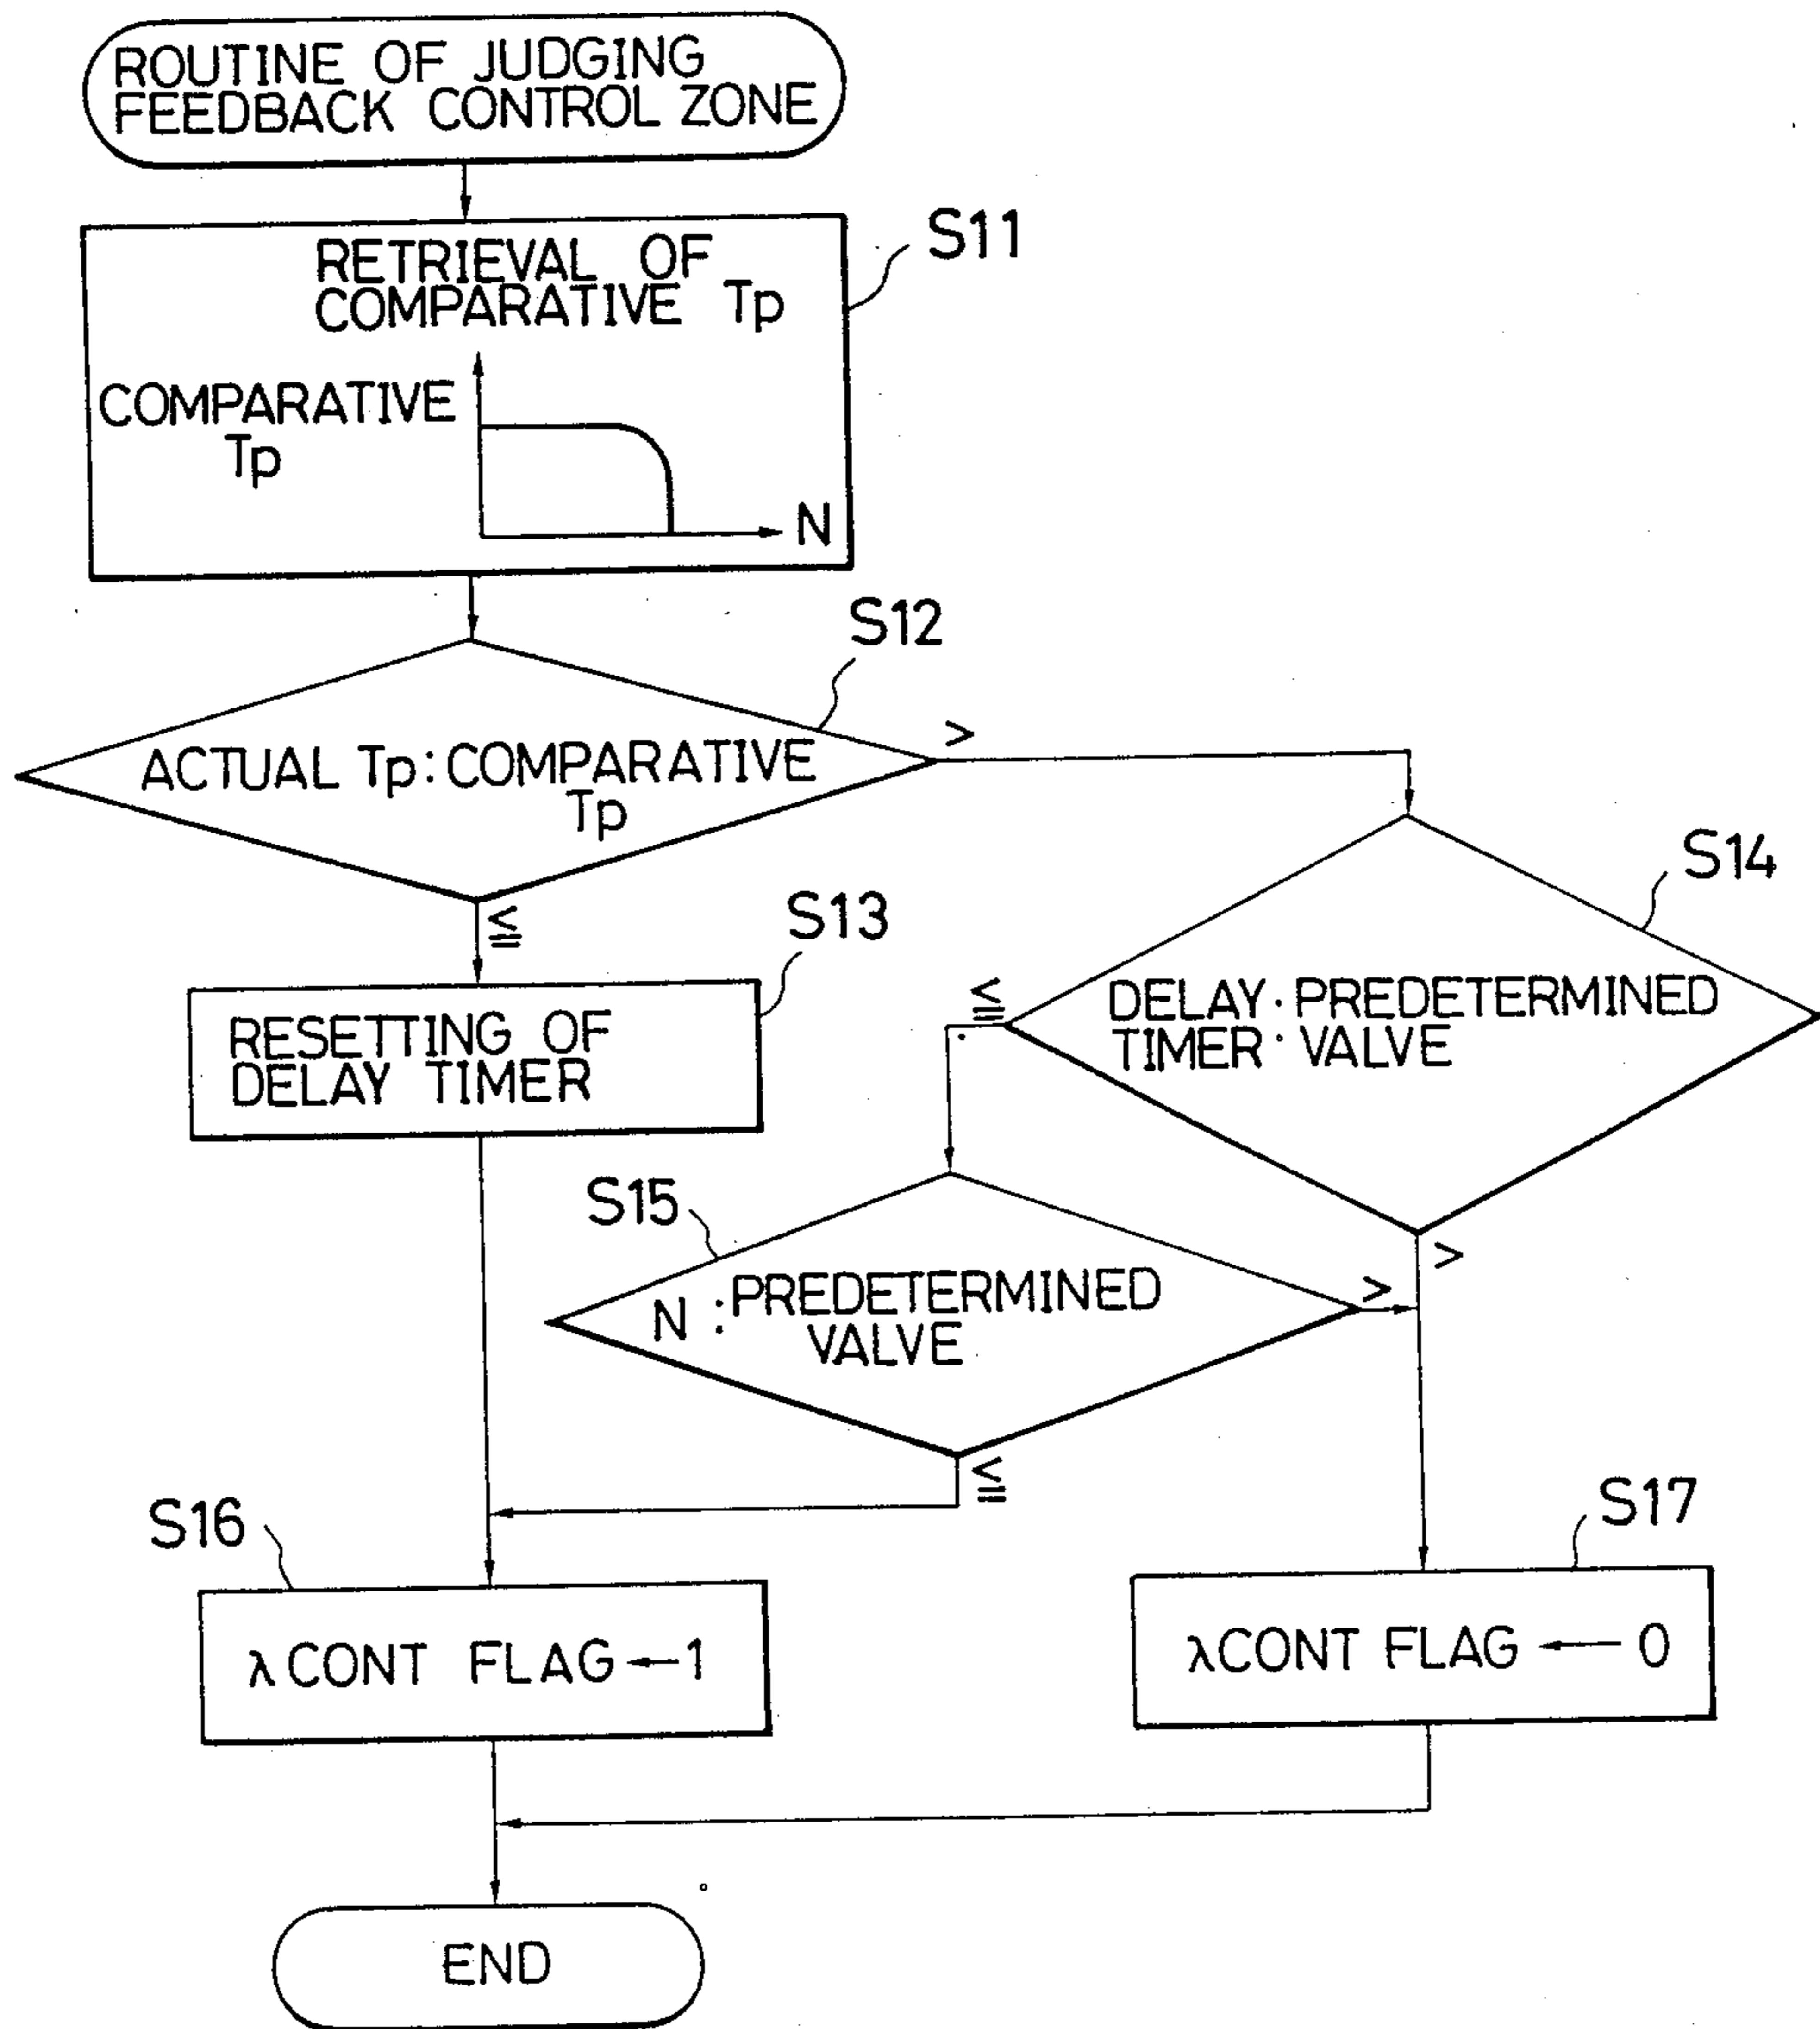 ROUTINE OF JUDGING
FEEDBACK CONTROL ZONE
RETRIEVAL OF
COMPARATIVE Tp
S11
COMPARATIVE
Tp
N
S12
ACTUAL Tp : COMPARATIVE
Tp
>
≦
S13
RESETTING OF
DELAY TIMER
S14
DELAY : PREDETERMINED
TIMER : VALVE
≦
>
S15
N : PREDETERMINED
VALVE
>
≦
S16
λ CONT FLAG ← 1
S17
λCONT FLAG ← 0
END